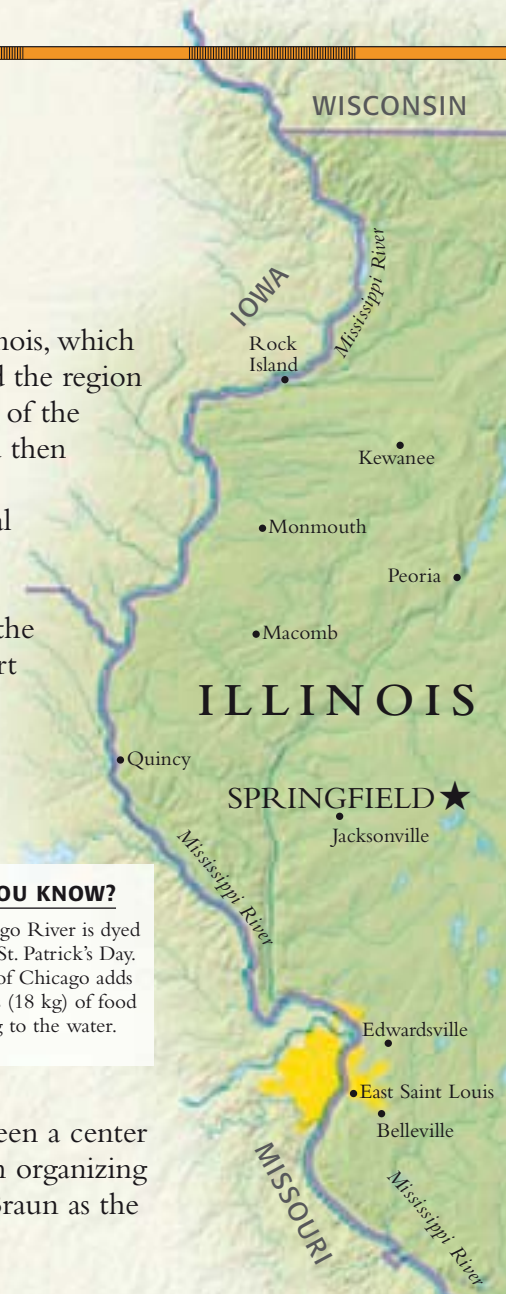 WISCONSIN
IOWA
Mississippi River
Rock
Island
nois, which
the region
of the
then
Kewanee
Monmouth
Peoria
the
Macomb
ILLINOIS
Quincy
SPRINGFIELD
Jacksonville
Mississippi River
OU KNOW?
go River is dyed
St. Patrick's Day.
of Chicago adds
(18 kg) of food
g to the water.
Edwardsville
East Saint Louis
Belleville
een a center
n organizing
Braun as the
MISSOURI
Mississippi River